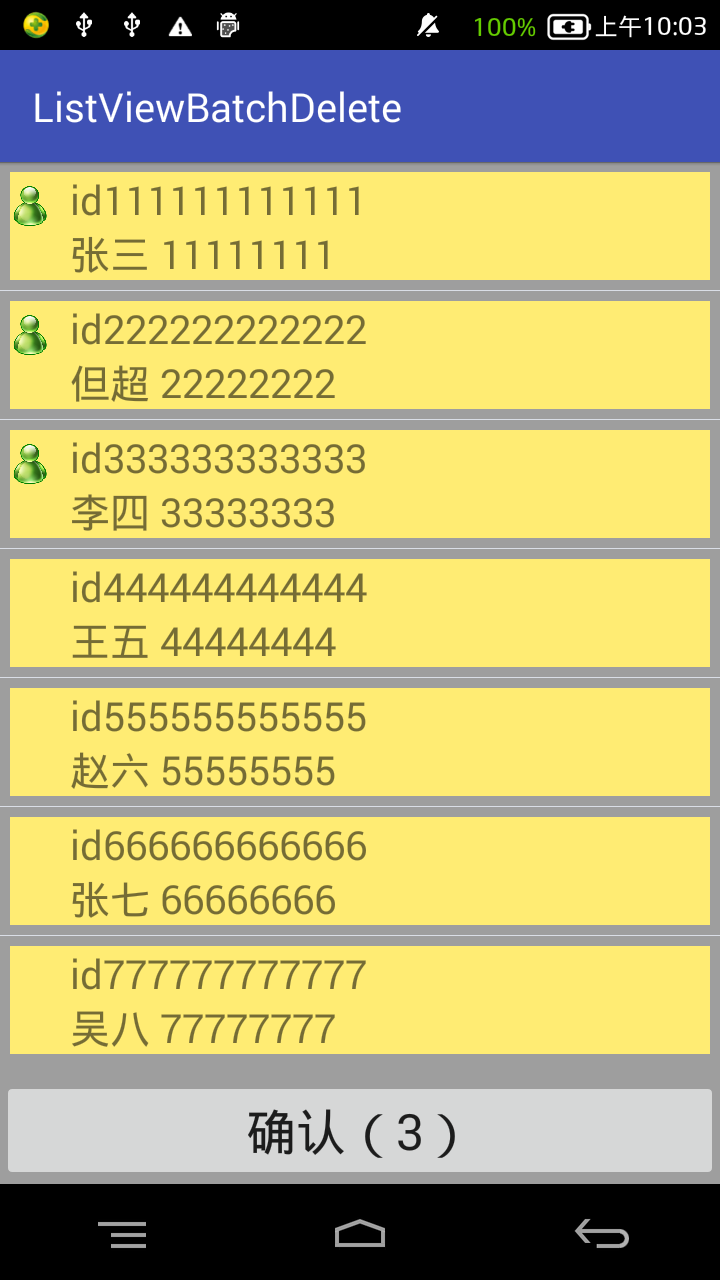 100% 上午10:03
ListViewBatchDelete
id111111111111
张三 11111111
id222222222222
但超 22222222
id333333333333
李四 33333333
id444444444444
王五 44444444
id555555555555
赵六 55555555
id666666666666
张七 66666666
id777777777777
吴八 77777777
确认（3）